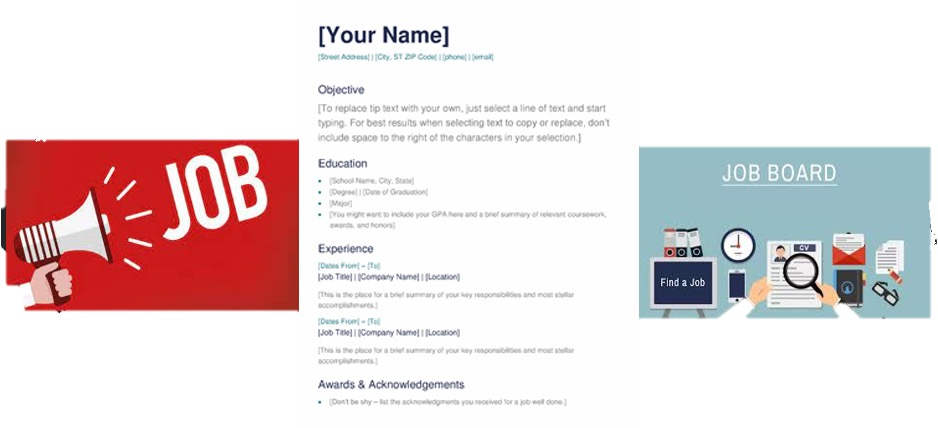 JOB
[Your Name]
[Street Address] | [City, ST ZIP Code] | [phone] | [email]
Objective
[To replace tip text with your own, just select a line of text and start
typing. For best results when selecting text to copy or replace, don't
include space to the right of the characters in your selection.]
Education
• [School Name, City, State]
• [Degree] | [Date of Graduation]
• [Major]
• [You might want to include your GPA here and a brief summary of relevant coursework,
awards, and honors]
Experience
[Dates From] – [To]
[Job Title] | [Company Name] | [Location]
[This is the place for a brief summary of your key responsibilities and most stellar
accomplishments.]
[Dates From] – [To]
[Job Title] | [Company Name] | [Location]
[This is the place for a brief summary of your key responsibilities and most stellar
accomplishments.]
Awards & Acknowledgements
• [Don't be shy – list the acknowledgments you received for a job well done.]
JOB BOARD
CV
Find a Job